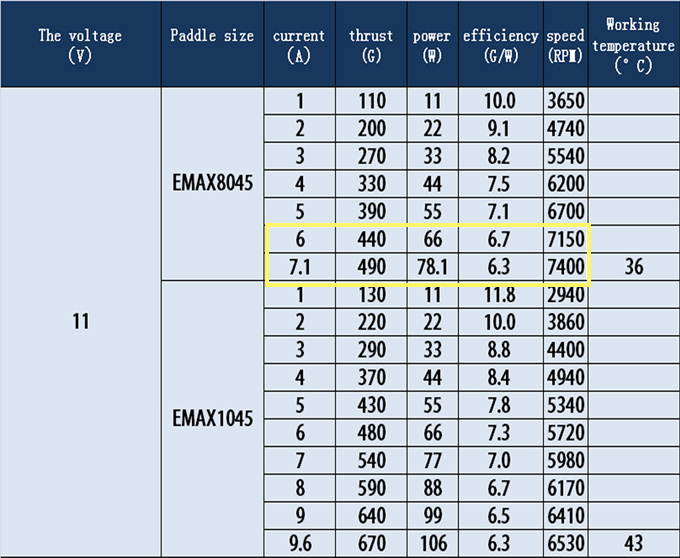 The voltage (V) Paddle size current (A) thrust (G) power (W) efficiency (G/W) speed (RPM) Working temperature (° C)
1 110 11 10.0 3650
2 200 22 9.1 4740
3 270 33 8.2 5540
EMAX8045 4 330 44 7.5 6200
5 390 55 7.1 6700
6 440 66 6.7 7150
7.1 490 78.1 6.3 7400 36
1 130 11 11.8 2940
11 2 220 22 10.0 3860
3 290 33 8.8 4400
4 370 44 8.4 4940
EMAX1045 5 430 55 7.8 5340
6 480 66 7.3 5720
7 540 77 7.0 5980
8 590 88 6.7 6170
9 640 99 6.5 6410
9.6 670 106 6.3 6530 43